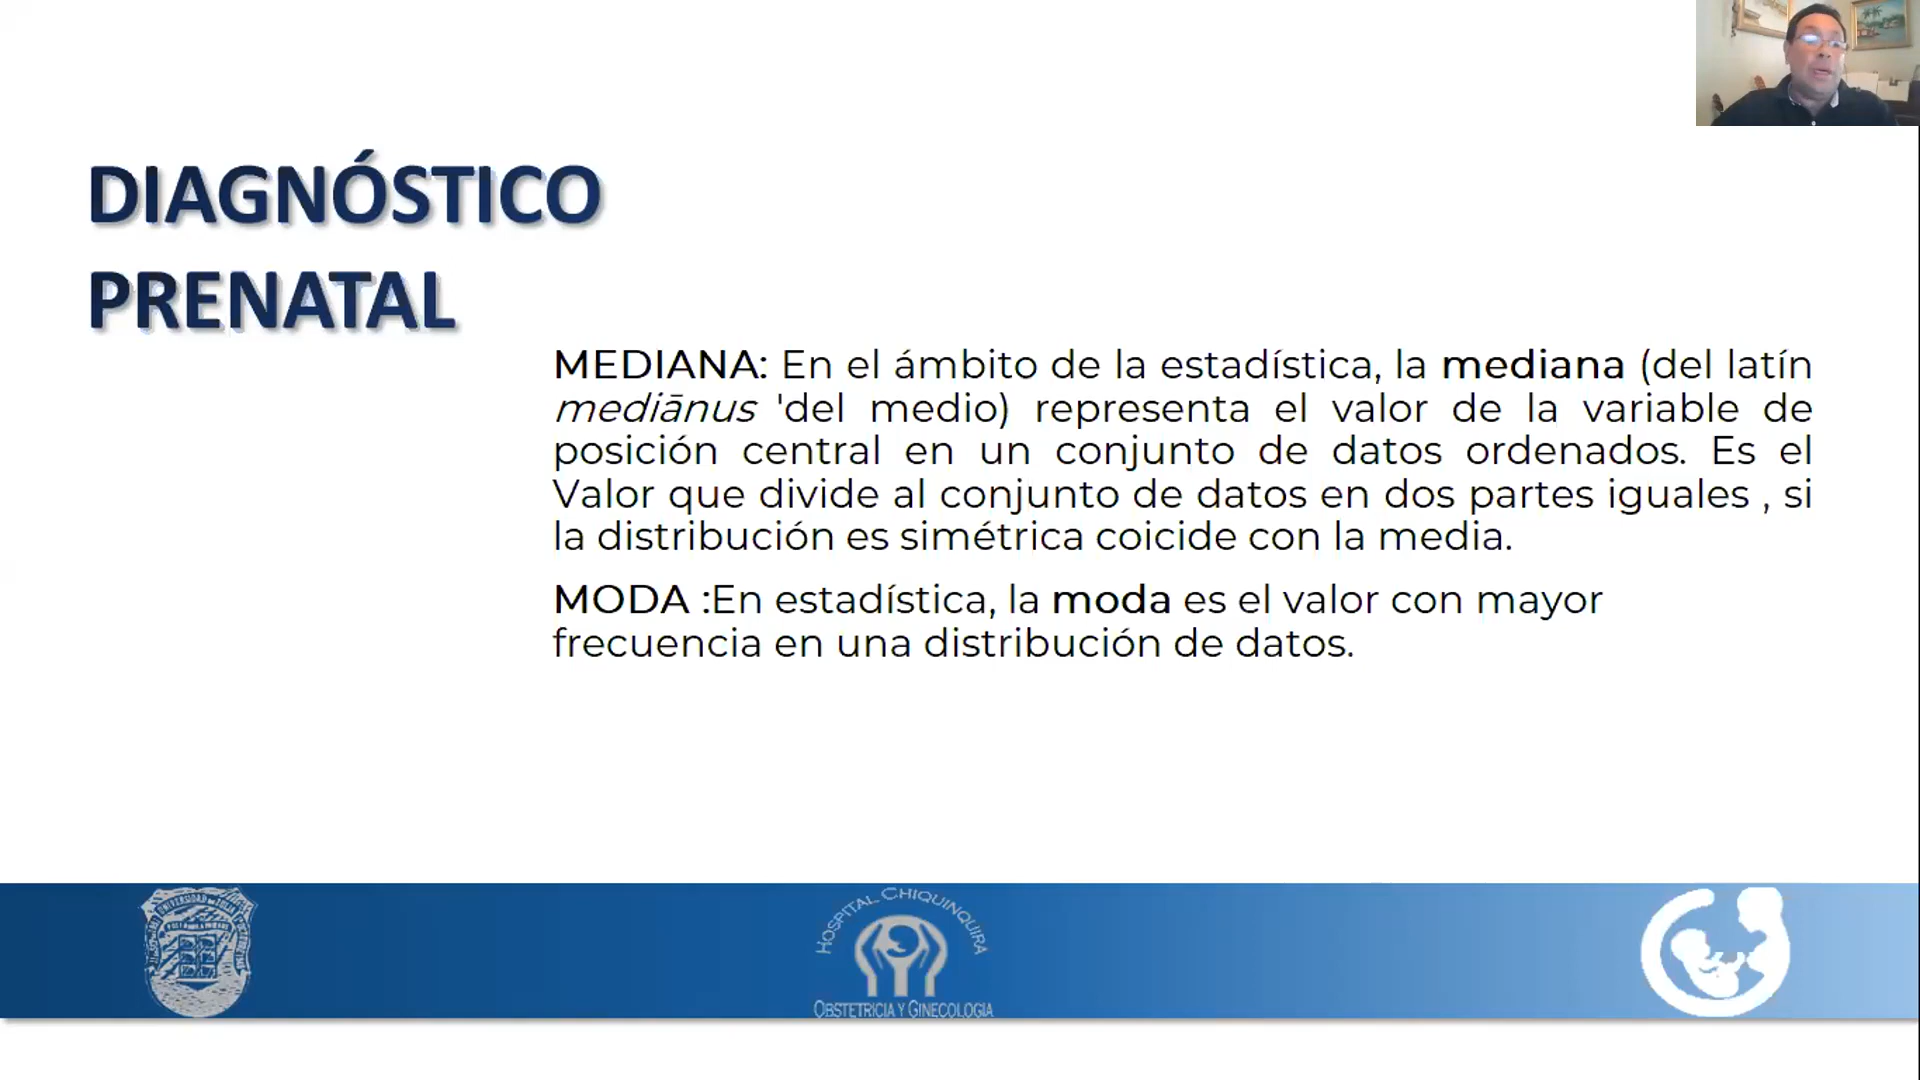 DIAGNÓSTICO
PRENATAL
MEDIANA: En el ámbito de la estadística, la mediana (del latín
mediānus 'del medio) representa el valor de la variable de
posición central en un conjunto de datos ordenados. Es el
Valor que divide al conjunto de datos en dos partes iguales , si
la distribución es simétrica coicide con la media.
MODA :En estadística, la moda es el valor con mayor
frecuencia en una distribución de datos.
HOSPITAL CHIQUINQUIRA
OBSTETRICIA Y GINECOLOGIA